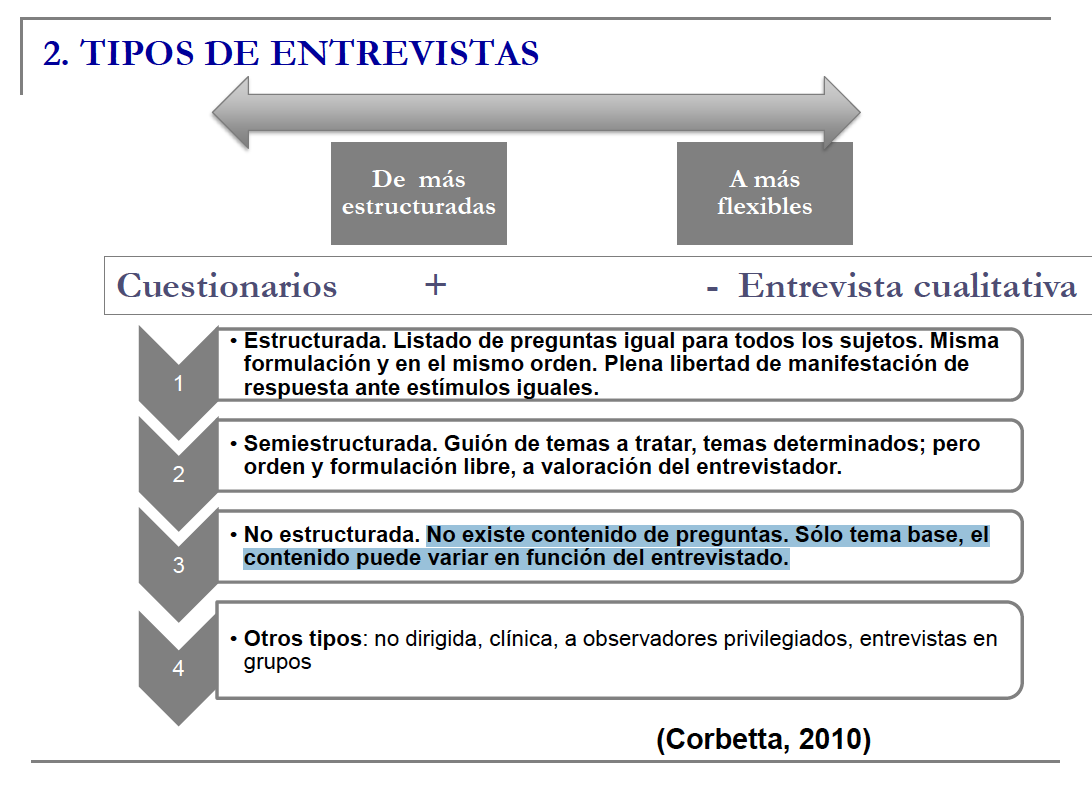 2. TIPOS DE ENTREVISTAS
De más
estructuradas
A más
flexibles
Cuestionarios + - Entrevista cualitativa
1
• Estructurada. Listado de preguntas igual para todos los sujetos. Misma
formulación y en el mismo orden. Plena libertad de manifestación de
respuesta ante estímulos iguales.
2
• Semiestructurada. Guión de temas a tratar, temas determinados; pero
orden y formulación libre, a valoración del entrevistador.
3
• No estructurada. No existe contenido de preguntas. Sólo tema base, el
contenido puede variar en función del entrevistado.
4
• Otros tipos: no dirigida, clínica, a observadores privilegiados, entrevistas en
grupos
(Corbetta, 2010)